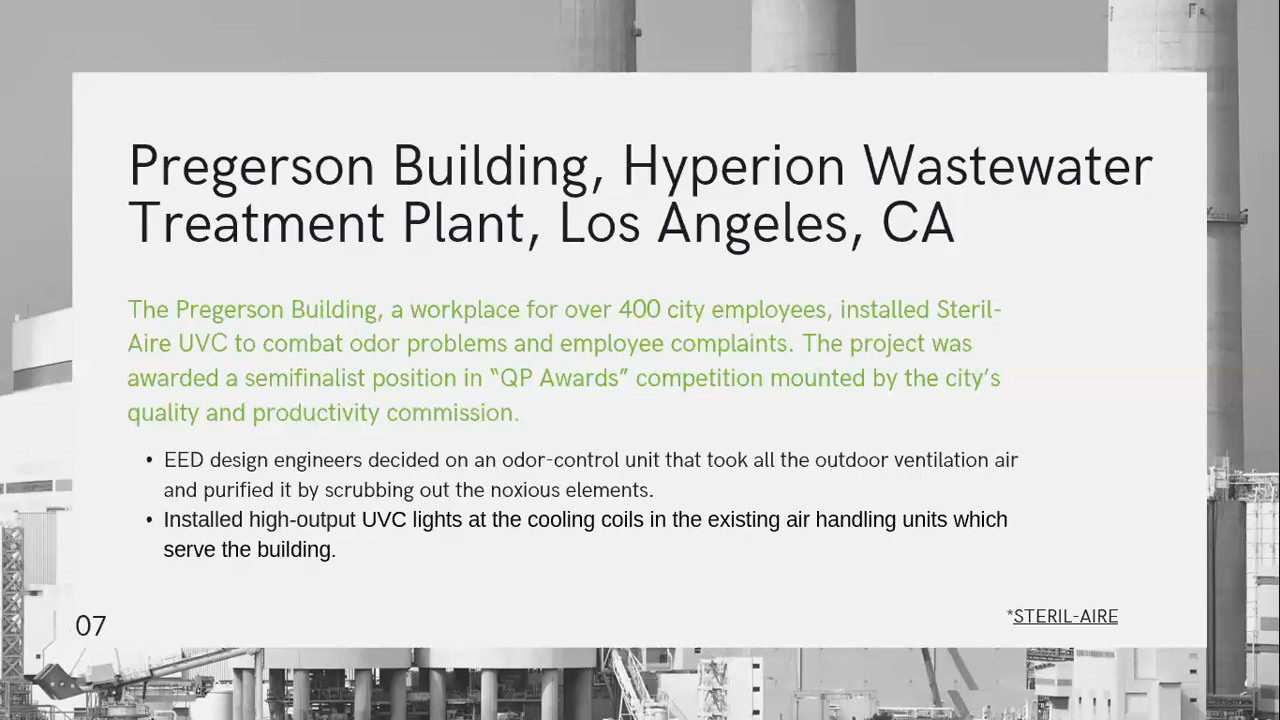 Pregerson Building, Hyperion Wastewater
Treatment Plant, Los Angeles, CA
The Pregerson Building, a workplace for over 400 city employees, installed Steril-
Aire UVC to combat odor problems and employee complaints. The project was
awarded a semifinalist position in “QP Awards” competition mounted by the city’s
quality and productivity commission.
• EED design engineers decided on an odor-control unit that took all the outdoor ventilation air
and purified it by scrubbing out the noxious elements.
• Installed high-output UVC lights at the cooling coils in the existing air handling units which
serve the building.
*STERIL-AIRE
07